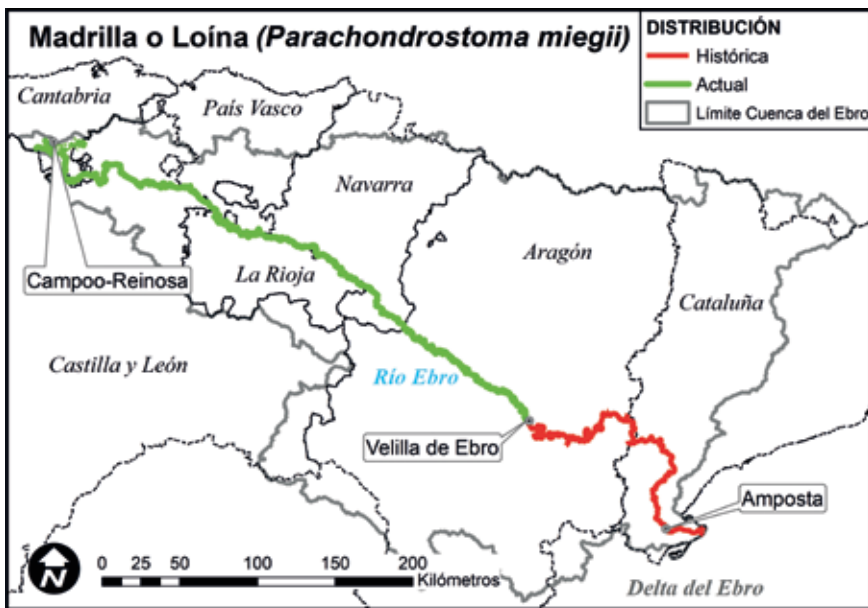 Madrilla o Loína (Parachondrostoma miegii)
DISTRIBUCIÓN
Histórica
Actual
Límite Cuenca del Ebro
Cantabria
País Vasco
Navarra
Campoo-Reinosa
La Rioja
Aragón
Cataluña
Castilla y León
Río Ebro
Velilla de Ebro
Amposta
N
0 25 50 100 150 200
Kilómetros
Delta del Ebro